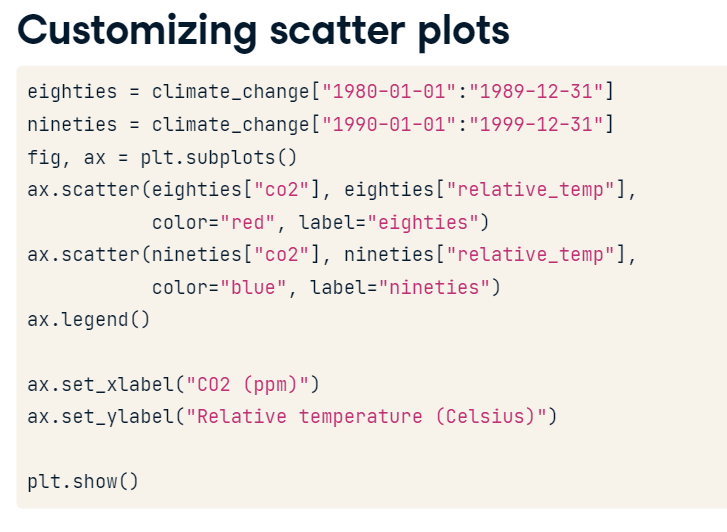 Customizing scatter plots
eighties = climate_change["1980-01-01":"1989-12-31"]
nineties = climate_change["1990-01-01":"1999-12-31"]
fig, ax = plt.subplots()
ax.scatter(eighties["co2"], eighties["relative_temp"],
           color="red", label="eighties")
ax.scatter(nineties["co2"], nineties["relative_temp"],
           color="blue", label="nineties")
ax.legend()
ax.set_xlabel("CO2 (ppm)")
ax.set_ylabel("Relative temperature (Celsius)")
plt.show()